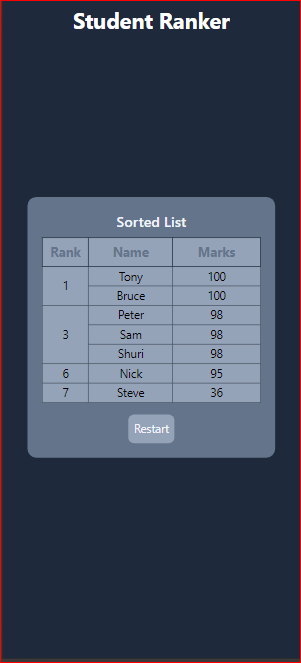 Student Ranker
Sorted List
Rank Name Marks
1 Tony 100
Bruce 100
3 Peter 98
Sam 98
Shuri 98
6 Nick 95
7 Steve 36
Restart